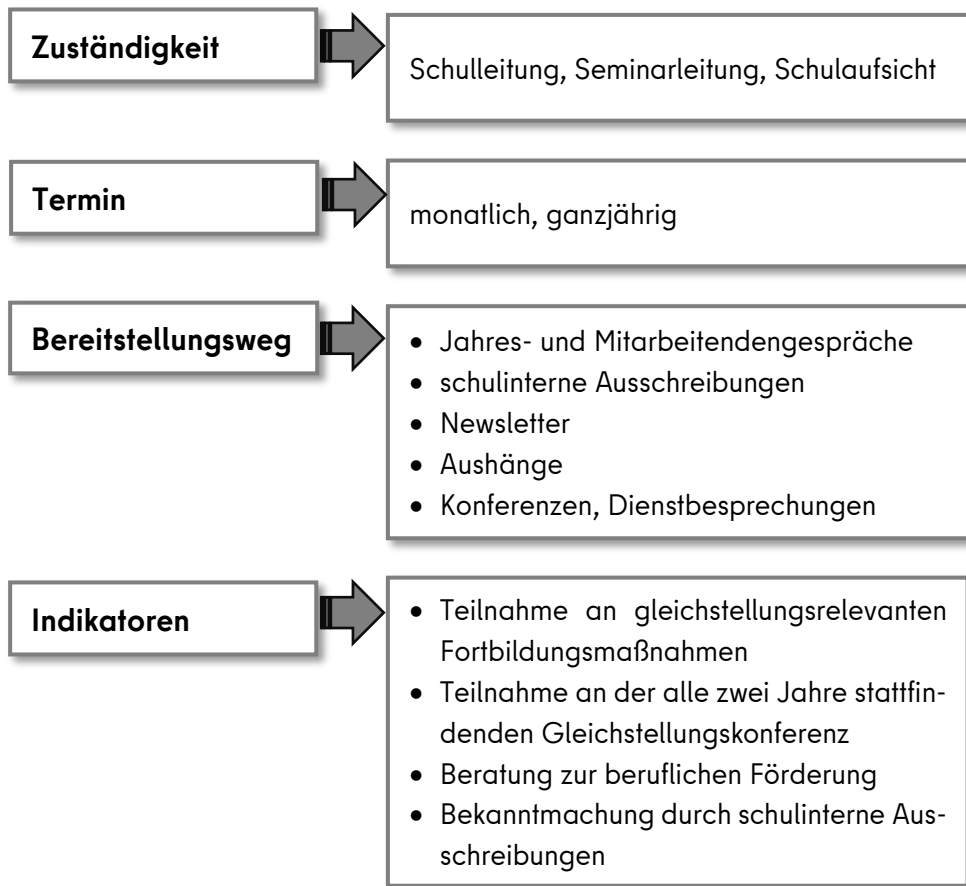 Zuständigkeit
Schulleitung, Seminarleitung, Schulaufsicht
Termin
monatlich, ganzjährig
Bereitstellungsweg
• Jahres- und Mitarbeitendengespräche
• schulinterne Ausschreibungen
• Newsletter
• Aushänge
• Konferenzen, Dienstbesprechungen
Indikatoren
• Teilnahme an gleichstellungsrelevanten
Fortbildungsmaßnahmen
• Teilnahme an der alle zwei Jahre stattfin-
denden Gleichstellungskonferenz
• Beratung zur beruflichen Förderung
• Bekanntmachung durch schulinterne Aus-
schreibungen